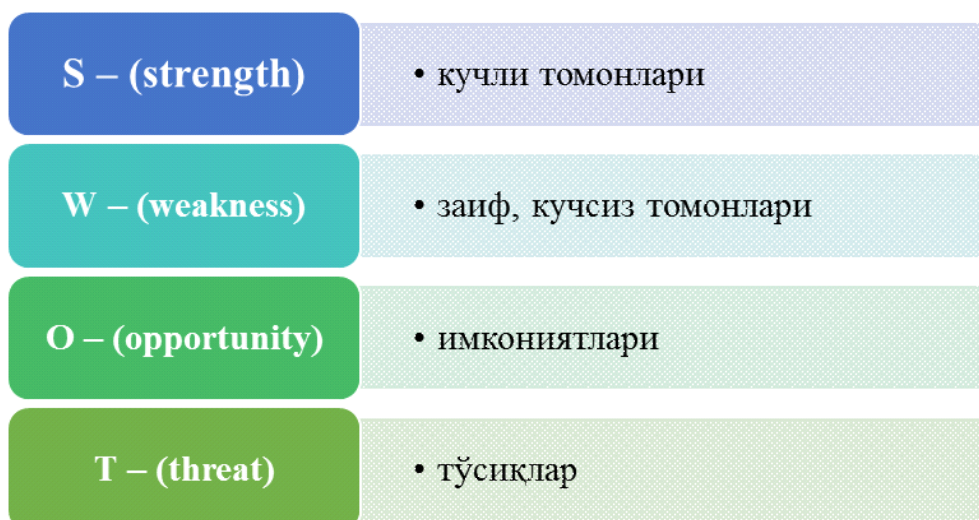 S – (strength)
• кучли томонлари
W – (weakness)
• заиф, кучсиз томонлари
O – (opportunity)
• имкониятлари
T – (threat)
• тўсиқлар